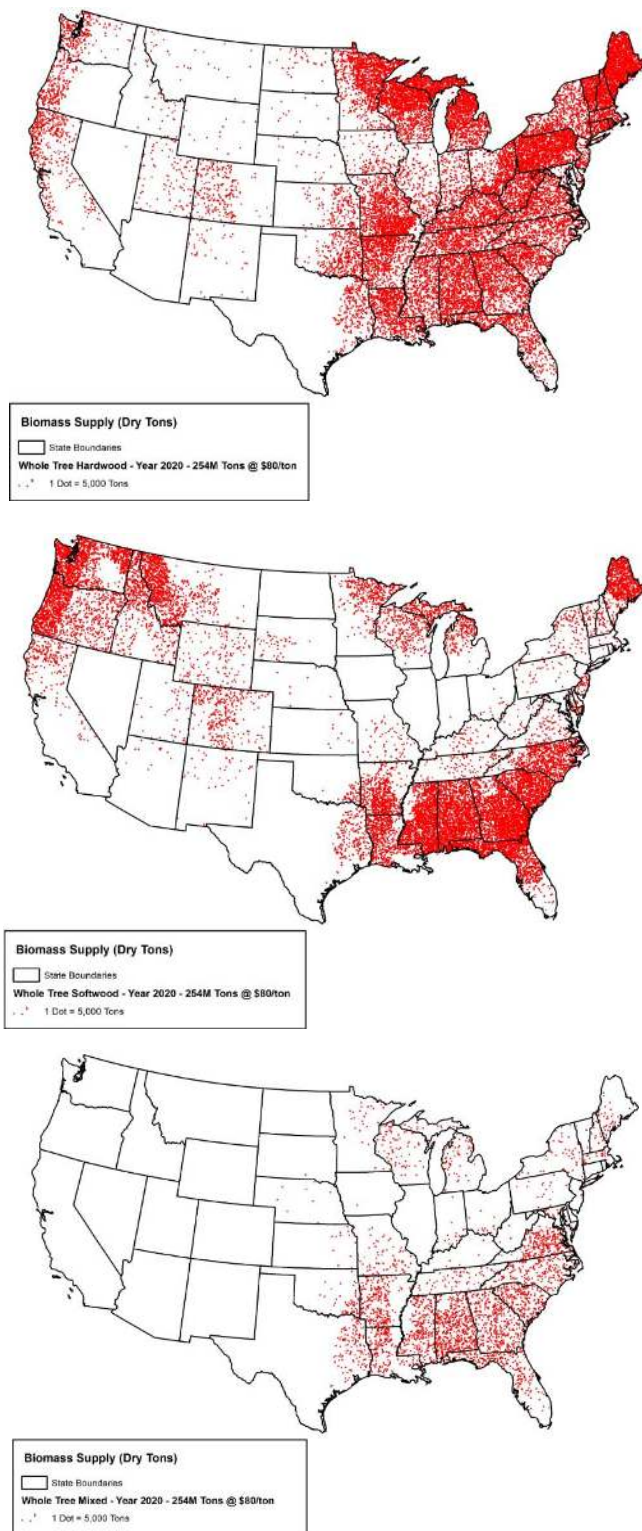 Biomass Supply (Dry Tons)
State Boundaries
Whole Tree Hardwood - Year 2020 - 254M Tons @ $80/ton
1 Dot = 5,000 Tons
Biomass Supply (Dry Tons)
State Boundaries
Whole Tree Softwood - Year 2020 - 254M Tons @ $80/ton
1 Dot = 5,000 Tons
Biomass Supply (Dry Tons)
State Boundaries
Whole Tree Mixed - Year 2020 - 254M Tons @ $80/ton
1 Dot = 5,000 Tons